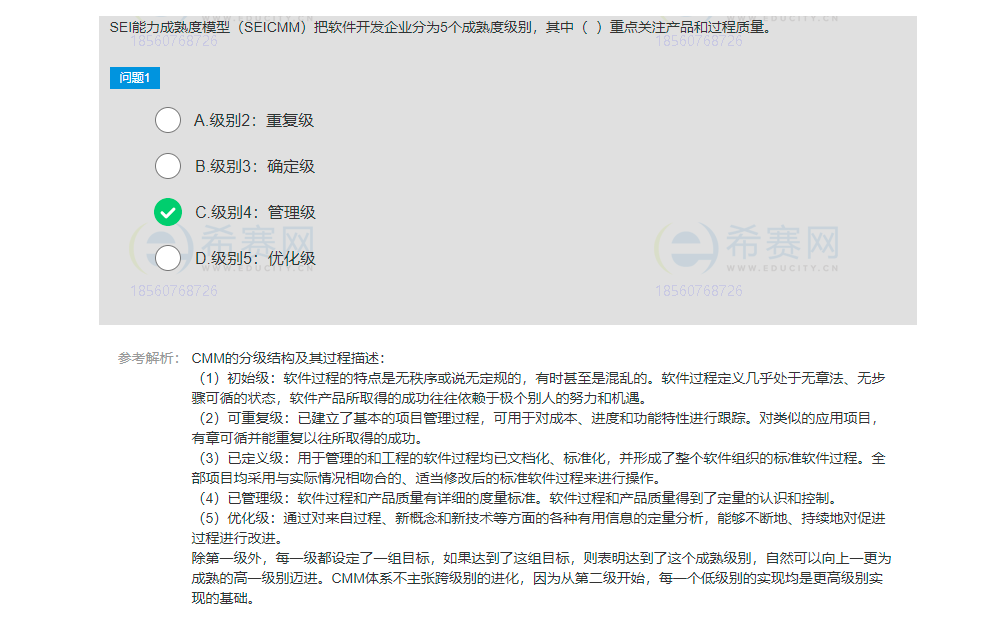 SEI能力成熟度模型（SEICMM）把软件开发企业分为5个成熟度级别，其中（ ）重点关注产品和过程质量。
18560768726
18560768726
问题1
A.级别2：重复级
B.级别3：确定级
C.级别4：管理级
希赛网
希赛网
D.级别5：优化级
WWW.EDUCITY.CN
WWW.EDUCITY.CN
18560768726
18560768726
参考解析： CMM的分级结构及其过程描述：
（1）初始级：软件过程的特点是无秩序或说无定规的，有时甚至是混乱的。软件过程定义几乎处于无章法、无步
骤可循的状态，软件产品所取得的成功往往依赖于极个别人的努力和机遇。
（2）可重复级：已建立了基本的项目管理过程，可用于对成本、进度和功能特性进行跟踪。对类似的应用项目，
有章可循并能重复以往所取得的成功。
（3）已定义级：用于管理的和工程的软件过程均已文档化、标准化，并形成了整个软件组织的标准软件过程。全
部项目均采用与实际情况相吻合的、适当修改后的标准软件过程来进行操作。
（4）已管理级：软件过程和产品质量有详细的度量标准。软件过程和产品质量得到了定量的认识和控制。
（5）优化级：通过对来自过程、新概念和新技术等方面的各种有用信息的定量分析，能够不断地、持续地对促进
过程进行改进。
除第一级外，每一级都设定了一组目标，如果达到了这组目标，则表明达到了这个成熟级别，自然可以向上一更为
成熟的高一级别迈进。CMM体系不主张跨级别的进化，因为从第二级开始，每一个低级别的实现均是更高级别实
现的基础。